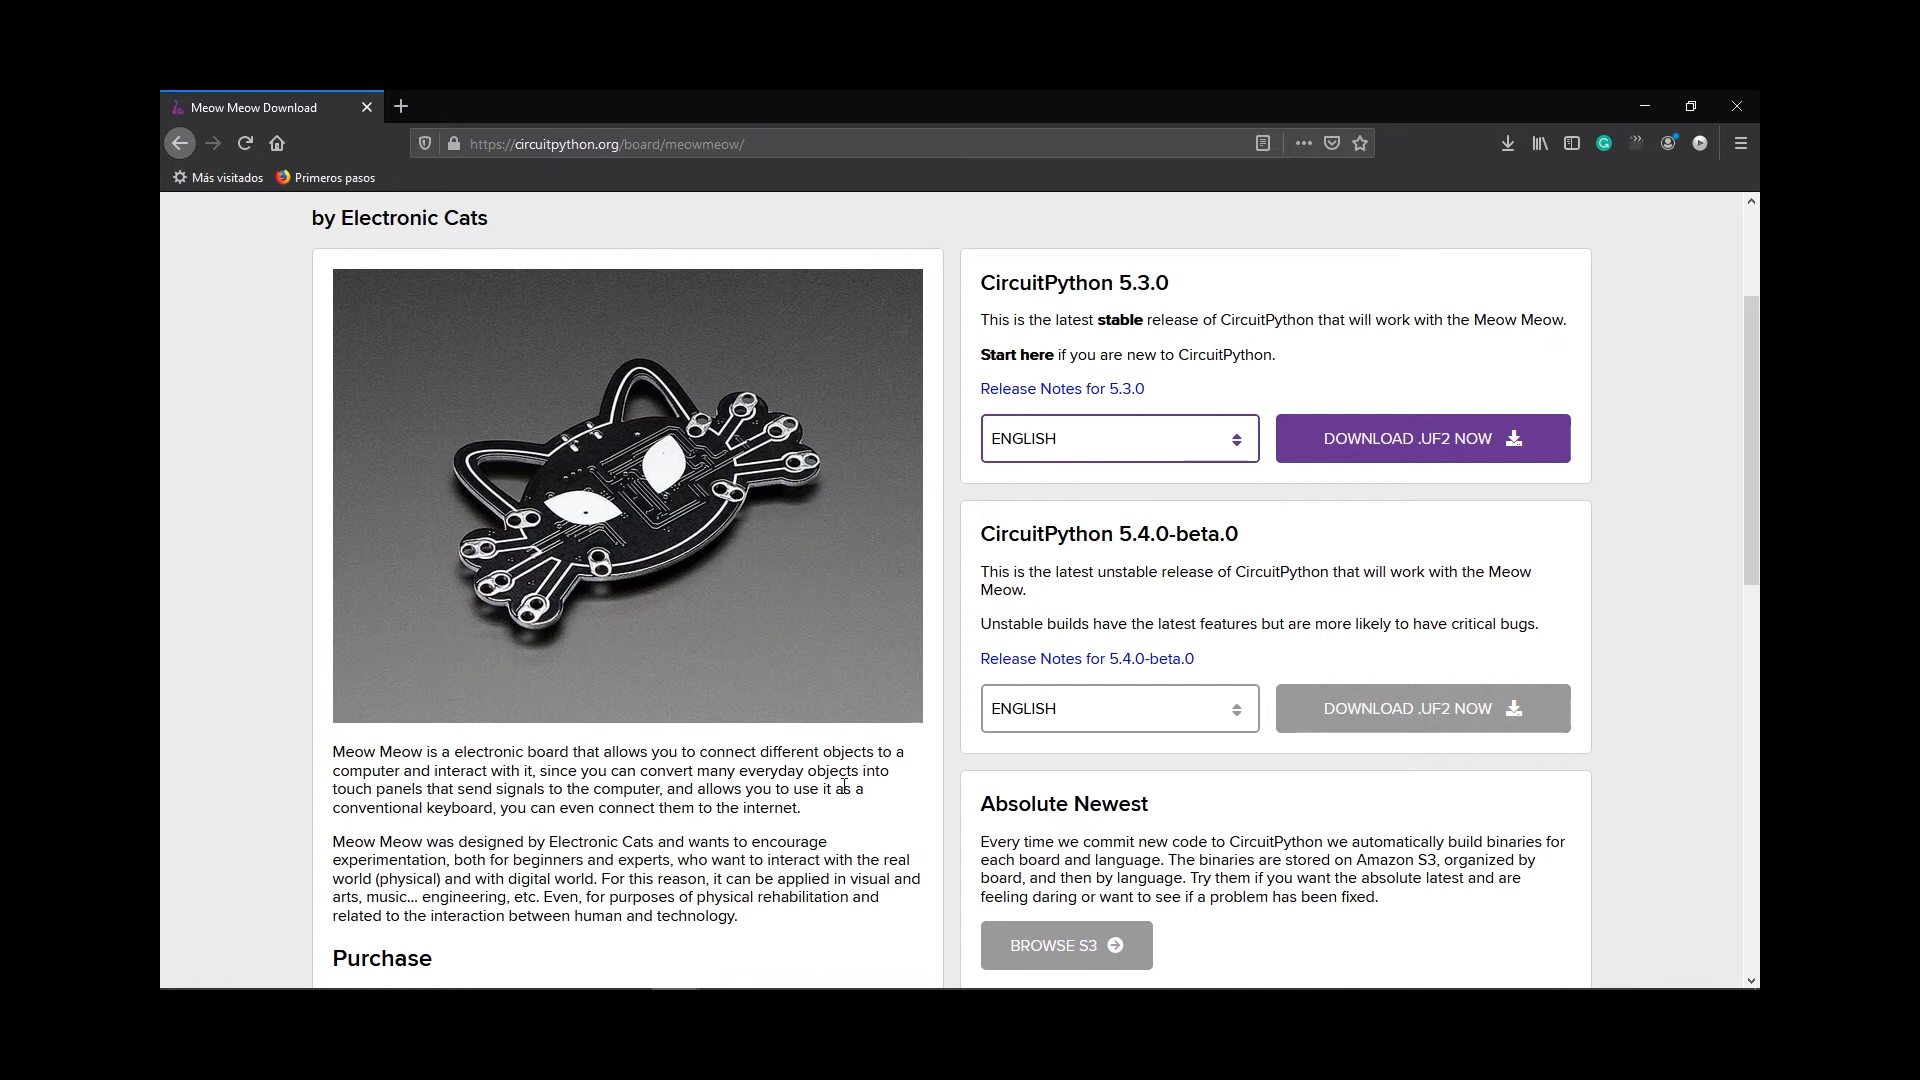 Meow Meow Download
https://circuitpython.org/board/meowmeow/
Más visitados
Primeros pasos
by Electronic Cats
Meow Meow is a electronic board that allows you to connect different objects to a
computer and interact with it, since you can convert many everyday objects into
touch panels that send signals to the computer, and allows you to use it as a
conventional keyboard, you can even connect them to the internet.
Meow Meow was designed by Electronic Cats and wants to encourage
experimentation, both for beginners and experts, who want to interact with the real
world (physical) and with digital world. For this reason, it can be applied in visual and
arts, music... engineering, etc. Even, for purposes of physical rehabilitation and
related to the interaction between human and technology.
Purchase
CircuitPython 5.3.0
This is the latest stable release of CircuitPython that will work with the Meow Meow.
Start here if you are new to CircuitPython.
Release Notes for 5.3.0
ENGLISH
DOWNLOAD .UF2 NOW
CircuitPython 5.4.0-beta.0
This is the latest unstable release of CircuitPython that will work with the Meow
Meow.
Unstable builds have the latest features but are more likely to have critical bugs.
Release Notes for 5.4.0-beta.0
ENGLISH
DOWNLOAD .UF2 NOW
Absolute Newest
Every time we commit new code to CircuitPython we automatically build binaries for
each board and language. The binaries are stored on Amazon S3, organized by
board, and then by language. Try them if you want the absolute latest and are
feeling daring or want to see if a problem has been fixed.
BROWSE S3